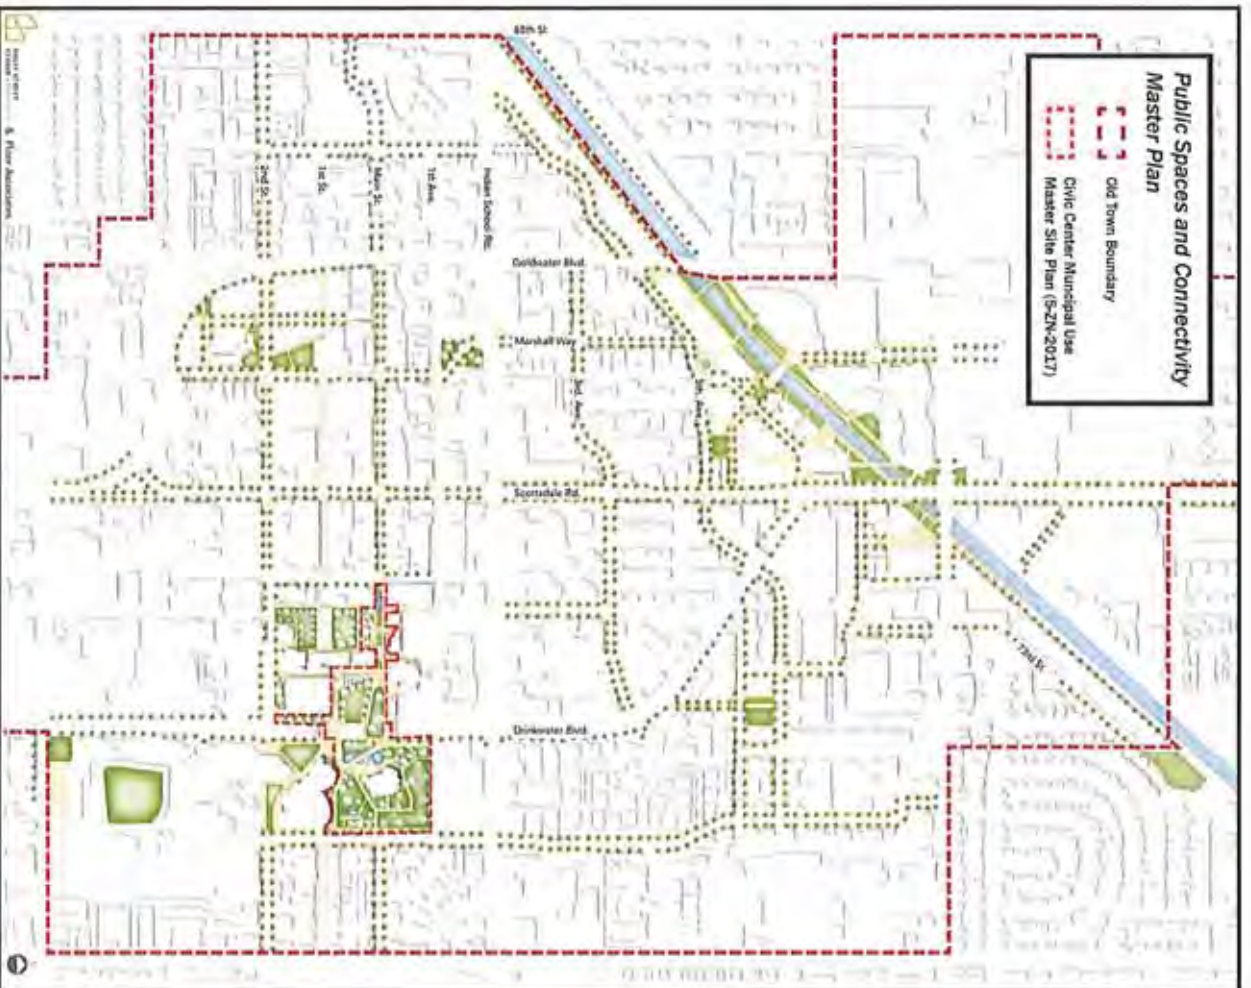 Public Spaces and Connectivity
Master Plan
Old Town Boundary
Civic Center Municipal Use
Master Site Plan (5-ZN-2017)
68th St.
2nd St.
1st St.
Main St.
1st Ave.
Indian School Rd.
Goldwater Blvd.
Marshall Way
3rd. Ave.
5th. Ave.
Scottsdale Rd.
73rd St.
Drinkwater Blvd.
& Floor Associates